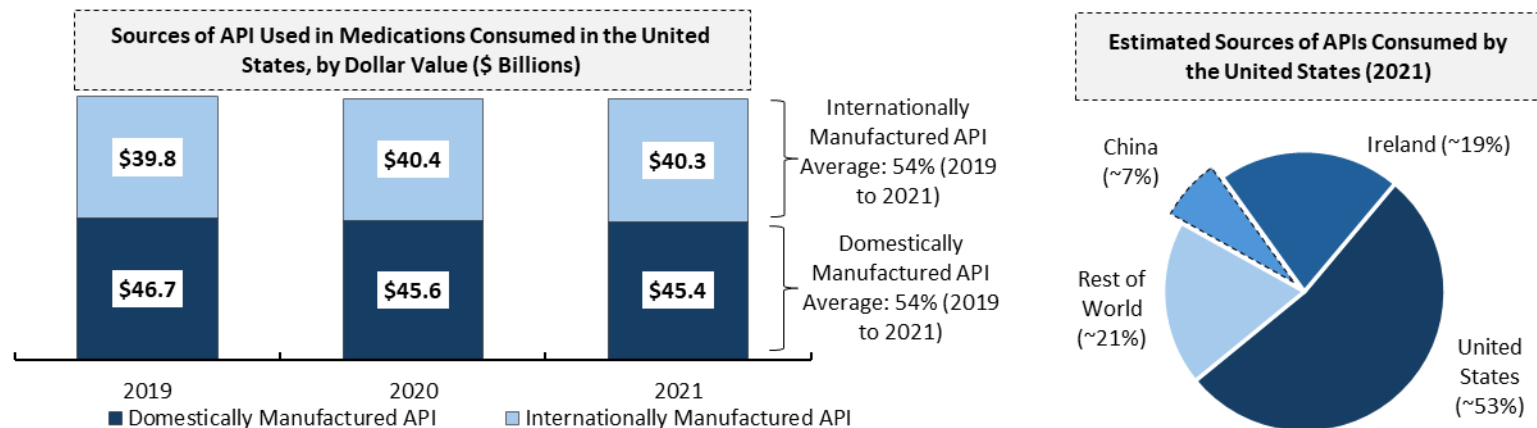 Sources of API Used in Medications Consumed in the United
States, by Dollar Value ($ Billions)
$39.8
$40.4
$40.3
$46.7
$45.6
$45.4
Internationally
Manufactured API
Average: 54% (2019
to 2021)
Domestically
Manufactured API
Average: 54% (2019
to 2021)
2019
2020
2021
Domestically Manufactured API
Internationally Manufactured API
Estimated Sources of APIs Consumed by
the United States (2021)
China
(~7%)
Ireland (~19%)
Rest of
World
(~21%)
United
States
(~53%)